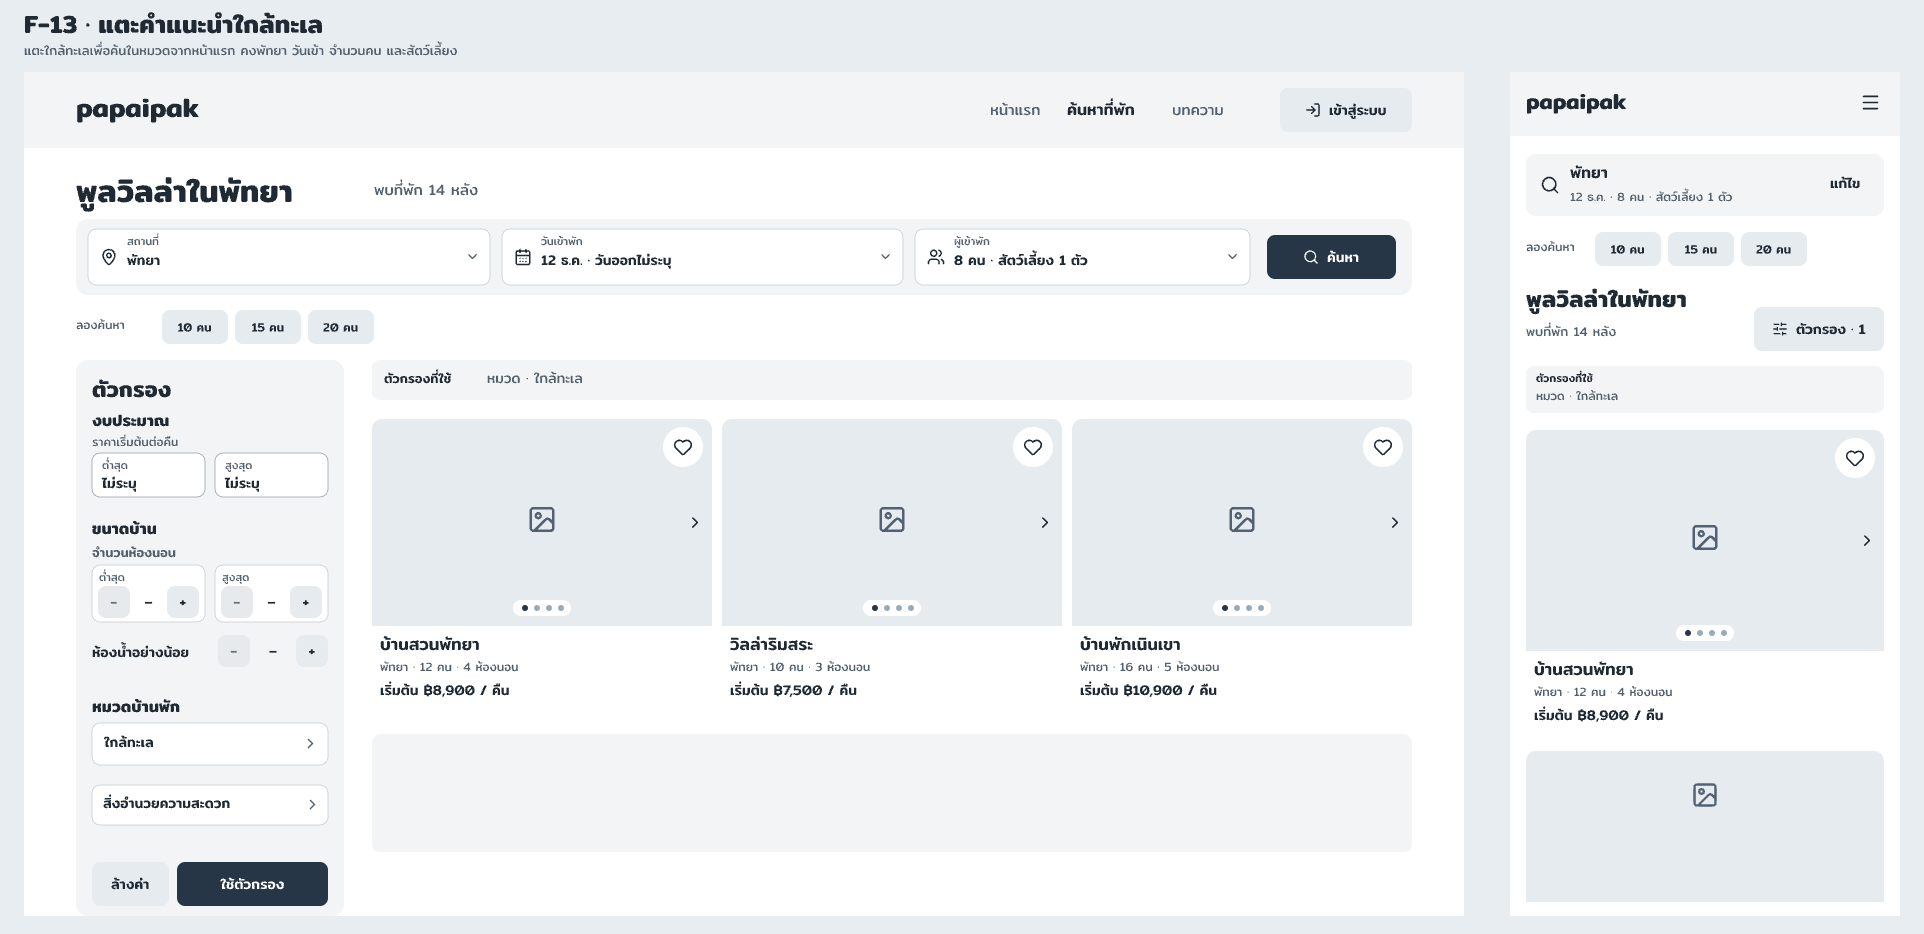 F-13 · แตะคำแนะนำใกล้ทะเล
แตะใกล้ทะเลเพื่อค้นในหมวดจากหน้าแรก คงพัทยา วันเข้า จำนวนคน และสัตว์เลี้ยง
papaipak
หน้าแรก
ค้นหาที่พัก
บทความ
เข้าสู่ระบบ
พูลวิลล่าในพัทยา
พบที่พัก 14 หลัง
สถานที่
พัทยา
วันเข้าพัก
12 ธ.ค. · วันออกไม่ระบุ
ผู้เข้าพัก
8 คน · สัตว์เลี้ยง 1 ตัว
ค้นหา
ลองค้นหา
10 คน
15 คน
20 คน
ตัวกรอง
งบประมาณ
ราคาเริ่มต้นต่อคืน
ต่ำสุด
ไม่ระบุ
สูงสุด
ไม่ระบุ
ขนาดบ้าน
จำนวนห้องนอน
ต่ำสุด
− – +
สูงสุด
− – +
ห้องน้ำอย่างน้อย
− – +
หมวดบ้านพัก
ใกล้ทะเล
สิ่งอำนวยความสะดวก
ล้างค่า
ใช้ตัวกรอง
ตัวกรองที่ใช้
หมวด · ใกล้ทะเล
บ้านสวนพัทยา
พัทยา · 12 คน · 4 ห้องนอน
เริ่มต้น ฿8,900 / คืน
วิลล่าริมสระ
พัทยา · 10 คน · 3 ห้องนอน
เริ่มต้น ฿7,500 / คืน
บ้านพักเนินเขา
พัทยา · 16 คน · 5 ห้องนอน
เริ่มต้น ฿10,900 / คืน
papaipak
พัทยา
12 ธ.ค. · 8 คน · สัตว์เลี้ยง 1 ตัว
แก้ไข
ลองค้นหา
10 คน
15 คน
20 คน
พูลวิลล่าในพัทยา
พบที่พัก 14 หลัง
ตัวกรอง · 1
ตัวกรองที่ใช้
หมวด · ใกล้ทะเล
บ้านสวนพัทยา
พัทยา · 12 คน · 4 ห้องนอน
เริ่มต้น ฿8,900 / คืน